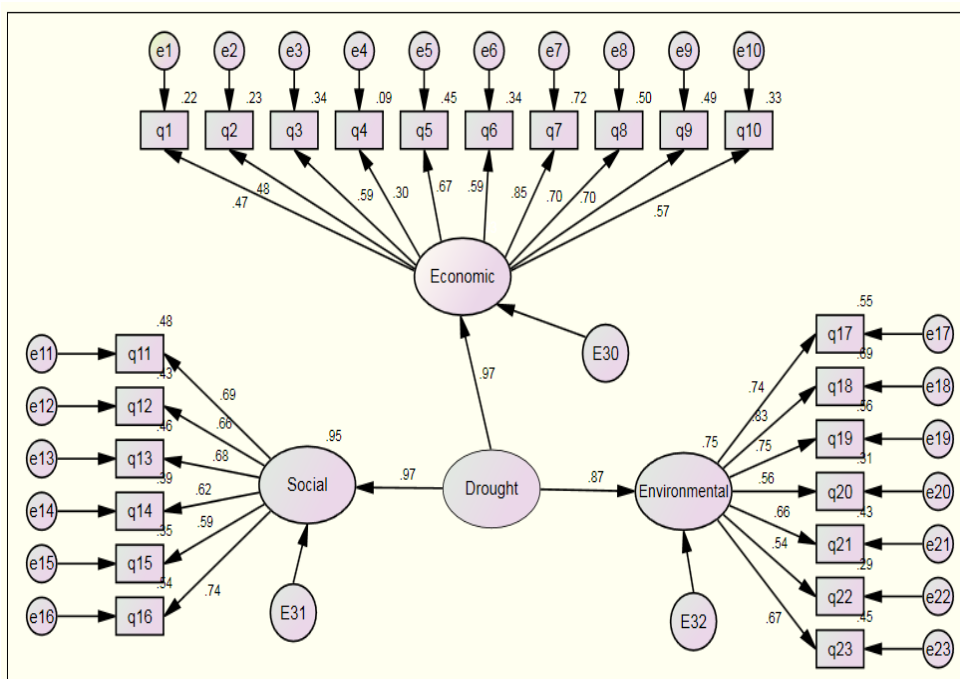 e1 e2 e3 e4 e5 e6 e7 e8 e9 e10
.22 .23 .34 .09 .45 .34 .72 .50 .49 .33
q1 q2 q3 q4 q5 q6 q7 q8 q9 q10
.47 .48 .59 .30 .67 .59 .85 .70 .70 .57
Economic
E30
.97
.48
e11 q11 .69
.43
e12 q12 .66
.46
e13 q13 .68
.39
e14 q14 .62
.35
e15 q15 .59
.54
e16 q16 .74
.95
Social
E31
.97
Drought
.87
.75
Environmental
E32
.55
.74 q17 e17
.69
.83 q18 e18
.56
.75 q19 e19
.31
.56 q20 e20
.43
.66 q21 e21
.29
.54 q22 e22
.45
.67 q23 e23